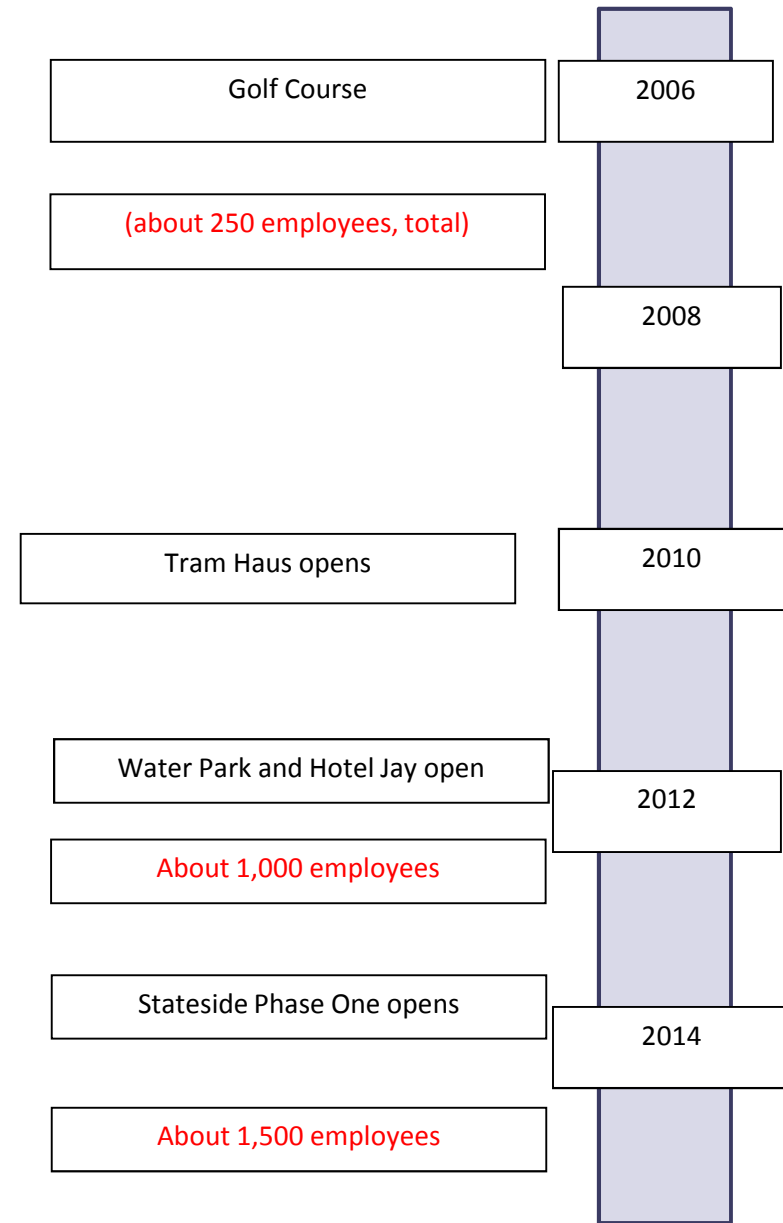 Golf Course
2006
(about 250 employees, total)
2008
Tram Haus opens
2010
Water Park and Hotel Jay open
2012
About 1,000 employees
Stateside Phase One opens
2014
About 1,500 employees